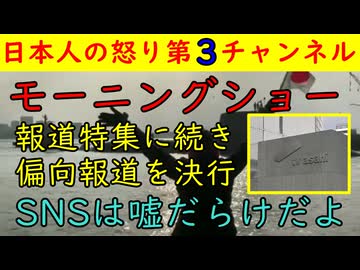 日本人の怒り第3チャンネル
モーニングショー
報道特集に続き
偏向報道を決行
tv asahi
SNSは嘘だらけだよ